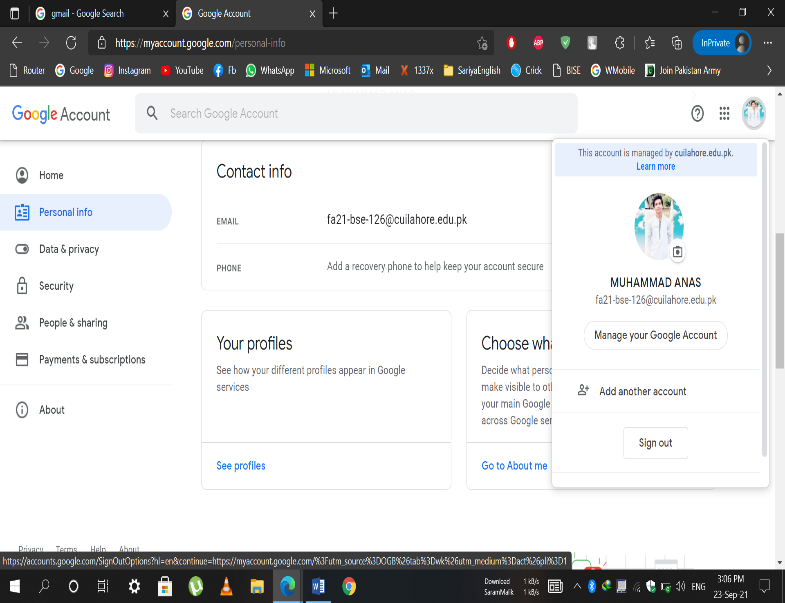 gmail - Google Search
Google Account
https://myaccount.google.com/personal-info
ABP
InPrivate
Router
Google
Instagram
YouTube
Fb
WhatsApp
Microsoft
Mail
1337x
SariyaEnglish
Crick
BISE
WMobile
Join Pakistan Army
Google Account
Search Google Account
Home
Personal info
Data & privacy
Security
People & sharing
Payments & subscriptions
About
Contact info
EMAIL
fa21-bse-126@cuilahore.edu.pk
PHONE
Add a recovery phone to help keep your account secure
Your profiles
See how your different profiles appear in Google
services
See profiles
Choose wha
Decide what perso
make visible to oth
your main Google
across Google ser
Go to About me
This account is managed by cuilahore.edu.pk.
Learn more
MUHAMMAD ANAS
fa21-bse-126@cuilahore.edu.pk
Manage your Google Account
Add another account
Sign out
Privacy Terms Help About
https://accounts.google.com/SignOutOptions?hl=en&continue=https://myaccount.google.com/%3Futm_source%3DOGB%26tab%3Dwk%26utm_medium%3Dact%26pli%3D1
Download 1 kB/s
SaramMalik 1 kB/s
ENG
3:06 PM
23-Sep-21